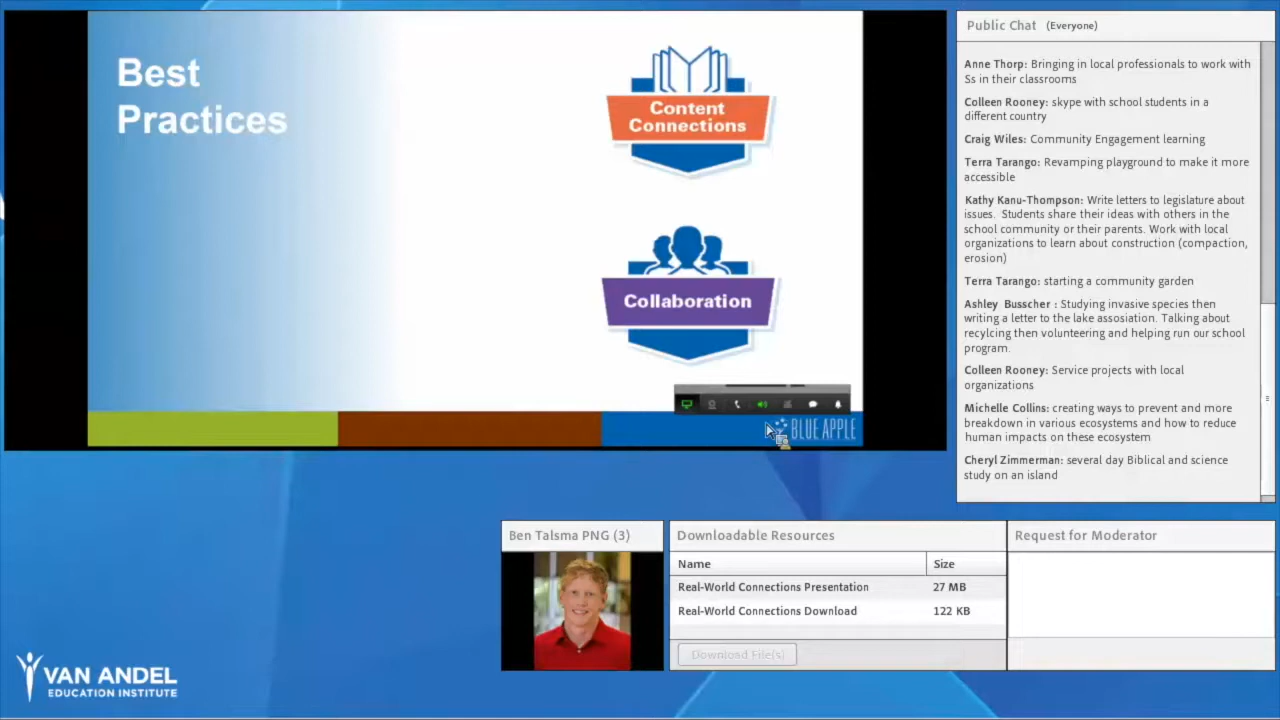 Best
Practices
Content
Connections
Collaboration
BLUE APPLE
Public Chat (Everyone)
Anne Thorp: Bringing in local professionals to work with
Ss in their classrooms
Colleen Rooney: skype with school students in a
different country
Craig Wiles: Community Engagement learning
Terra Tarango: Revamping playground to make it more
accessible
Kathy Kanu-Thompson: Write letters to legislature about
issues. Students share their ideas with others in the
school community or their parents. Work with local
organizations to learn about construction (compaction,
erosion)
Terra Tarango: starting a community garden
Ashley Busscher : Studying invasive species then
writing a letter to the lake assosiation. Talking about
recylcing then volunteering and helping run our school
program.
Colleen Rooney: Service projects with local
organizations
Michelle Collins: creating ways to prevent and more
breakdown in various ecosystems and how to reduce
human impacts on these ecosystem
Cheryl Zimmerman: several day Biblical and science
study on an island
Ben Talsma PNG (3)
Downloadable Resources
Name Size
Real-World Connections Presentation 27 MB
Real-World Connections Download 122 KB
Download File(s)
Request for Moderator
VAN ANDEL
EDUCATION INSTITUTE